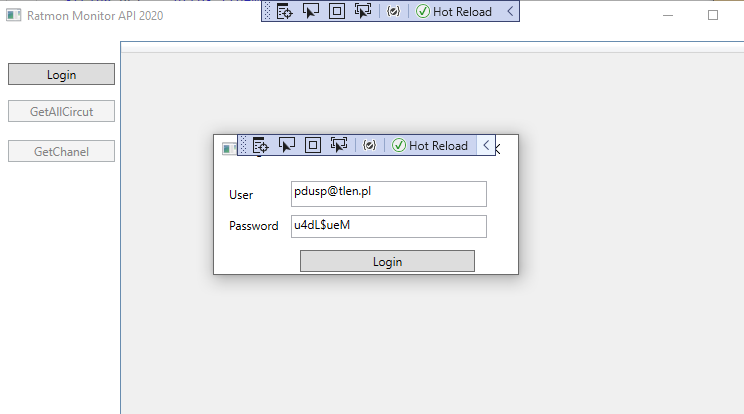 Ratmon Monitor API 2020
Hot Reload
Login
GetAllCircut
GetChanel
Hot Reload
User
pdusp@tlen.pl
Password
u4dL$ueM
Login